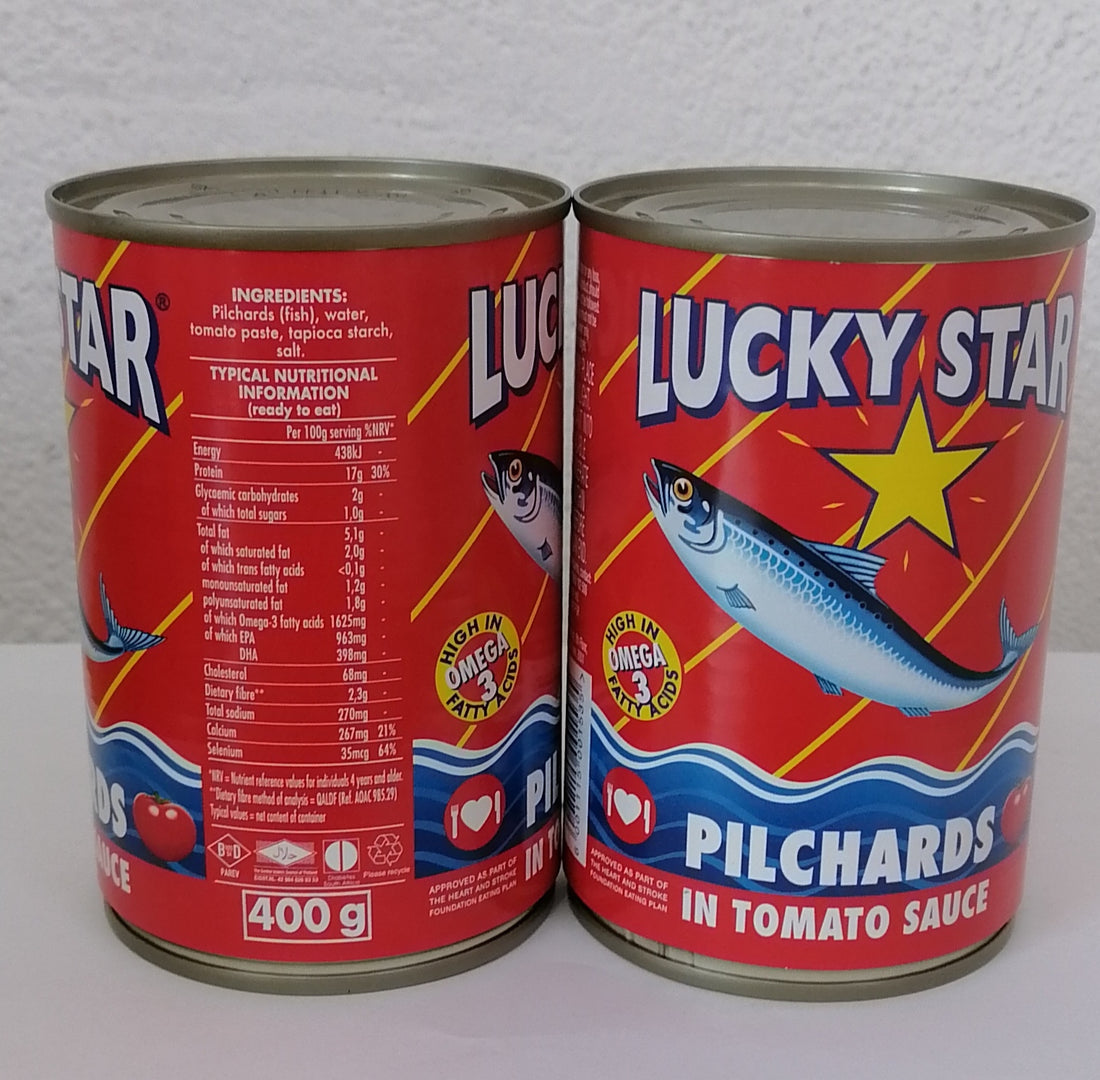 TAR®
INGREDIENTS:
Pilchards (fish), water,
tomato paste, tapioca starch,
salt.
TYPICAL NUTRITIONAL
INFORMATION
(ready to eat)
Per 100g serving %NRV*
Energy 438kJ -
Protein 17g 30%
Glycaemic carbohydrates 2g -
of which total sugars 1,0g -
Total fat 5,1g -
of which saturated fat 2,0g -
of which trans fatty acids <0,1g -
monounsaturated fat 1,2g -
polyunsaturated fat 1,8g -
of which Omega-3 fatty acids 1625mg -
of which EPA 963mg -
DHA 398mg -
Cholesterol 68mg -
Dietary fibre** 2,3g -
Total sodium 270mg -
Calcium 267mg 21%
Selenium 35mcg 64%
*NRV = Nutrient reference values for individuals 4 years and older.
**Dietary fibre method of analysis = QALDF (Ref. AOAC 985.29)
Typical values = net content of container
PAREV
Diabetes
South Africa
Please recycle
400 g
RDS
AUCE
LUC
HIGH IN
OMEGA
3
FATTY ACIDS
PIL
IN TO
APPROVED AS PART OF
THE HEART AND STROKE
FOUNDATION EATING PLAN
LUCKY STAR
HIGH IN
OMEGA
3
FATTY ACIDS
PILCHARDS
IN TOMATO SAUCE
APPROVED AS PART OF
THE HEART AND STROKE
FOUNDATION EATING PLAN